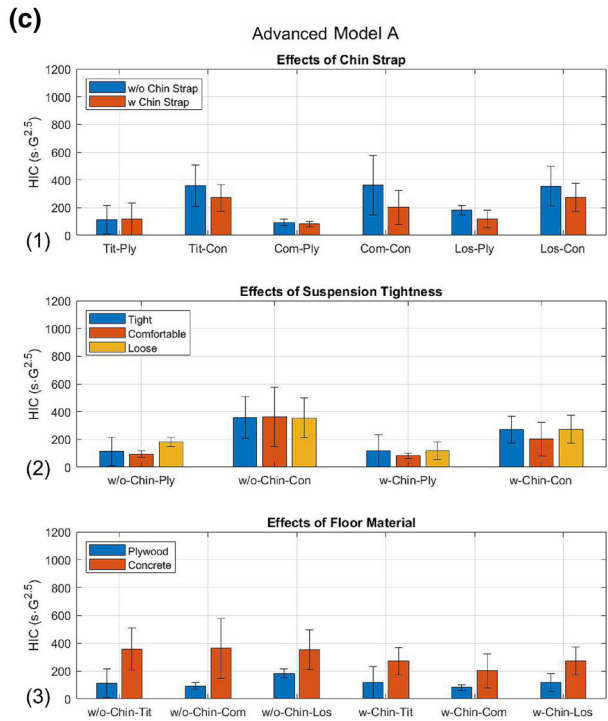 (c)
Advanced Model A
Effects of Chin Strap
1200
1000
800
600
400
200
0
HIC (s·G2.5)
w/o Chin Strap
w Chin Strap
(1)
Tit-Ply Tit-Con Com-Ply Com-Con Los-Ply Los-Con
Effects of Suspension Tightness
1200
1000
800
600
400
200
0
HIC (s·G2.5)
Tight
Comfortable
Loose
(2)
w/o-Chin-Ply w/o-Chin-Con w-Chin-Ply w-Chin-Con
Effects of Floor Material
1200
1000
800
600
400
200
0
HIC (s·G2.5)
Plywood
Concrete
(3)
w/o-Chin-Tit w/o-Chin-Com w/o-Chin-Los w-Chin-Tit w-Chin-Com w-Chin-Los